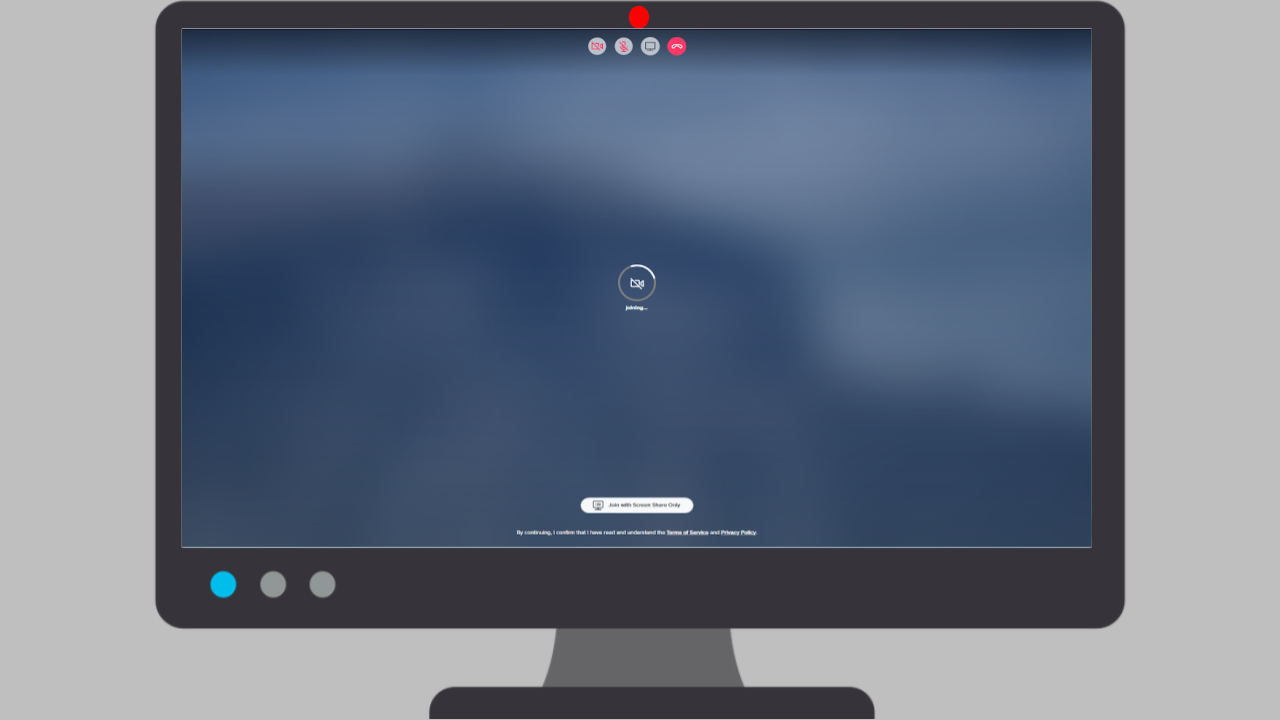 Joining...
Join with Screen Share Only
By continuing, I confirm that I have read and understand the Terms of Service and Privacy Policy.